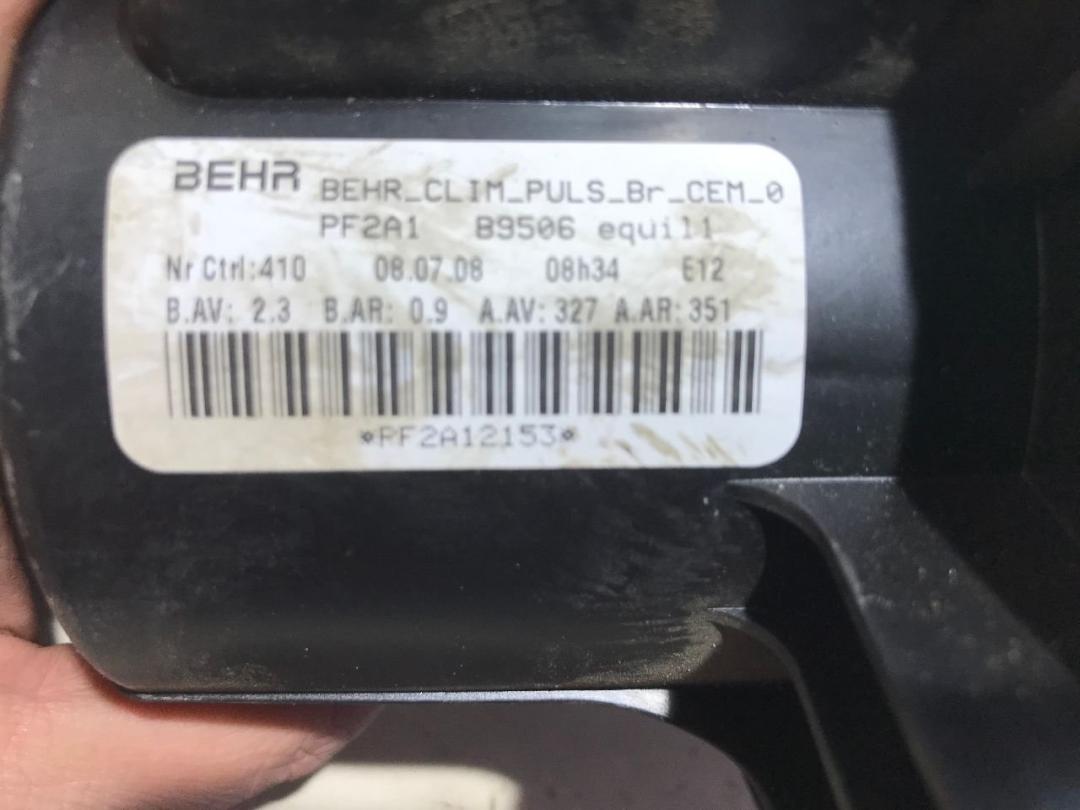 BEHR BEHR_CLIM_PULS_Br_CEM_0
PF2A1 B9506 equil1
Nr Ctrl:410 08.07.08 08h34 E12
B.AV: 2.3 B.AR: 0.9 A.AV: 327 A.AR: 351
*PF2A12153*